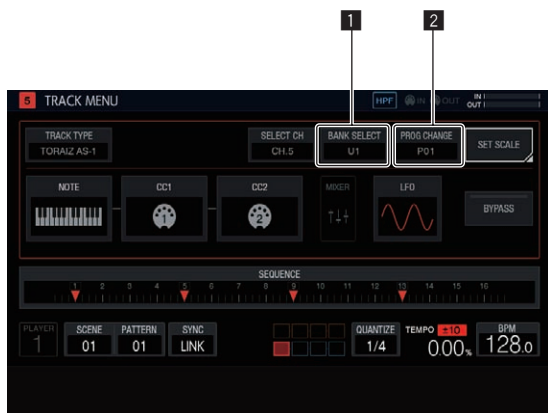 1 2
5 TRACK MENU HPF IN OUT IN OUT
TRACK TYPE SELECT CH BANK SELECT PROG CHANGE SET SCALE
TORAIZ AS-1 CH.5 U1 P01
NOTE CC1 CC2 MIXER LFO BYPASS
1 2
SEQUENCE
1 2 3 4 5 6 7 8 9 10 11 12 13 14 15 16
PLAYER SCENE PATTERN SYNC QUANTIZE TEMPO ±10 BPM
1 01 01 LINK 1/4 0.00% 128.0